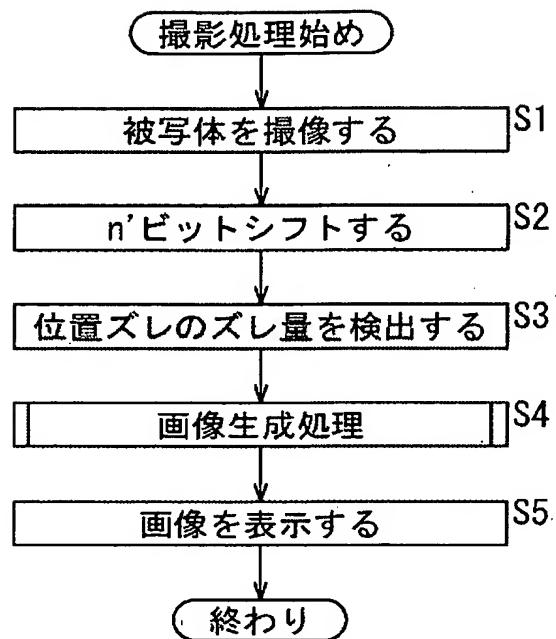 撮影処理始め
被写体を撮像する S1
n'ビットシフトする S2
位置ズレのズレ量を検出する S3
画像生成処理 S4
画像を表示する S5
終わり